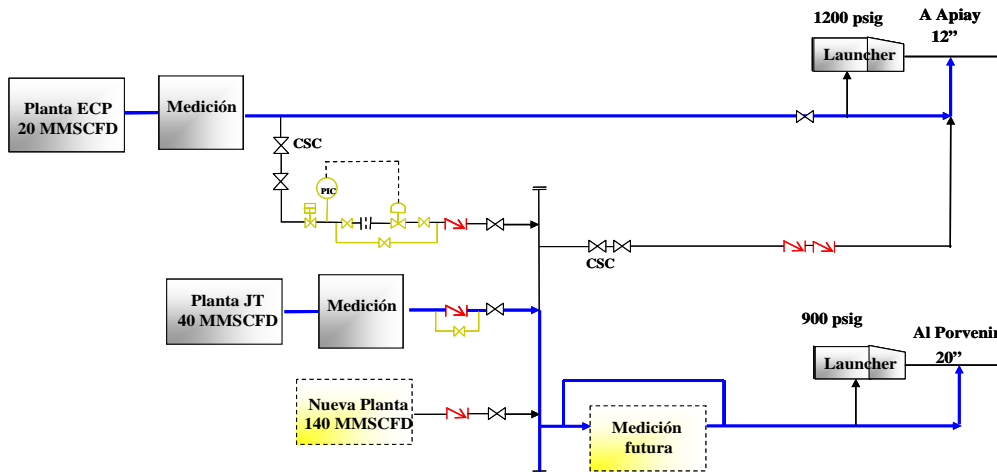 1200 psig
A Apiay
12”
Launcher
Planta ECP
20 MMSCFD
Medición
CSC
PIC
CSC
Planta JT
40 MMSCFD
Medición
900 psig
Al Porvenir
20”
Launcher
Nueva Planta
140 MMSCFD
Medición
futura